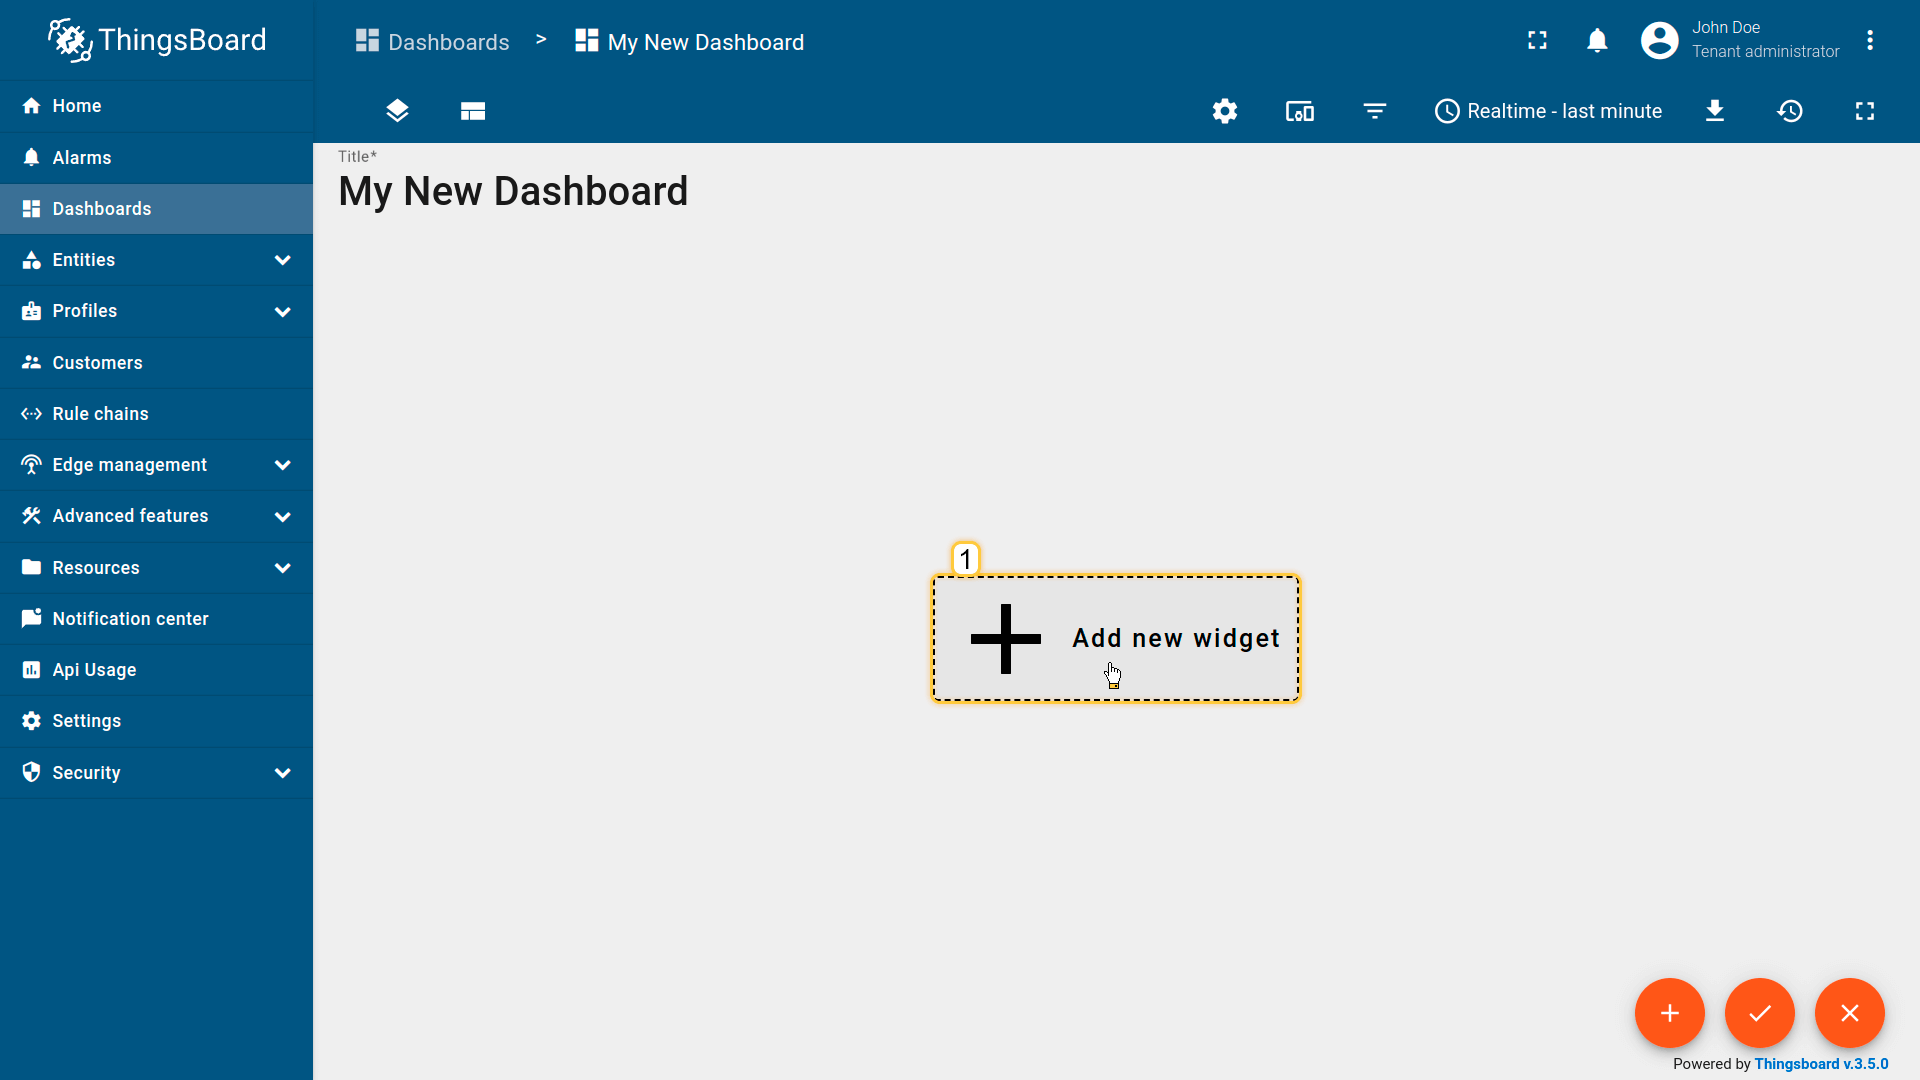 ThingsBoard
Dashboards > My New Dashboard
John Doe
Tenant administrator
Home
Alarms
Dashboards
Entities
Profiles
Customers
Rule chains
Edge management
Advanced features
Resources
Notification center
Api Usage
Settings
Security
Realtime - last minute
Title*
My New Dashboard
1
Add new widget
Powered by Thingsboard v.3.5.0